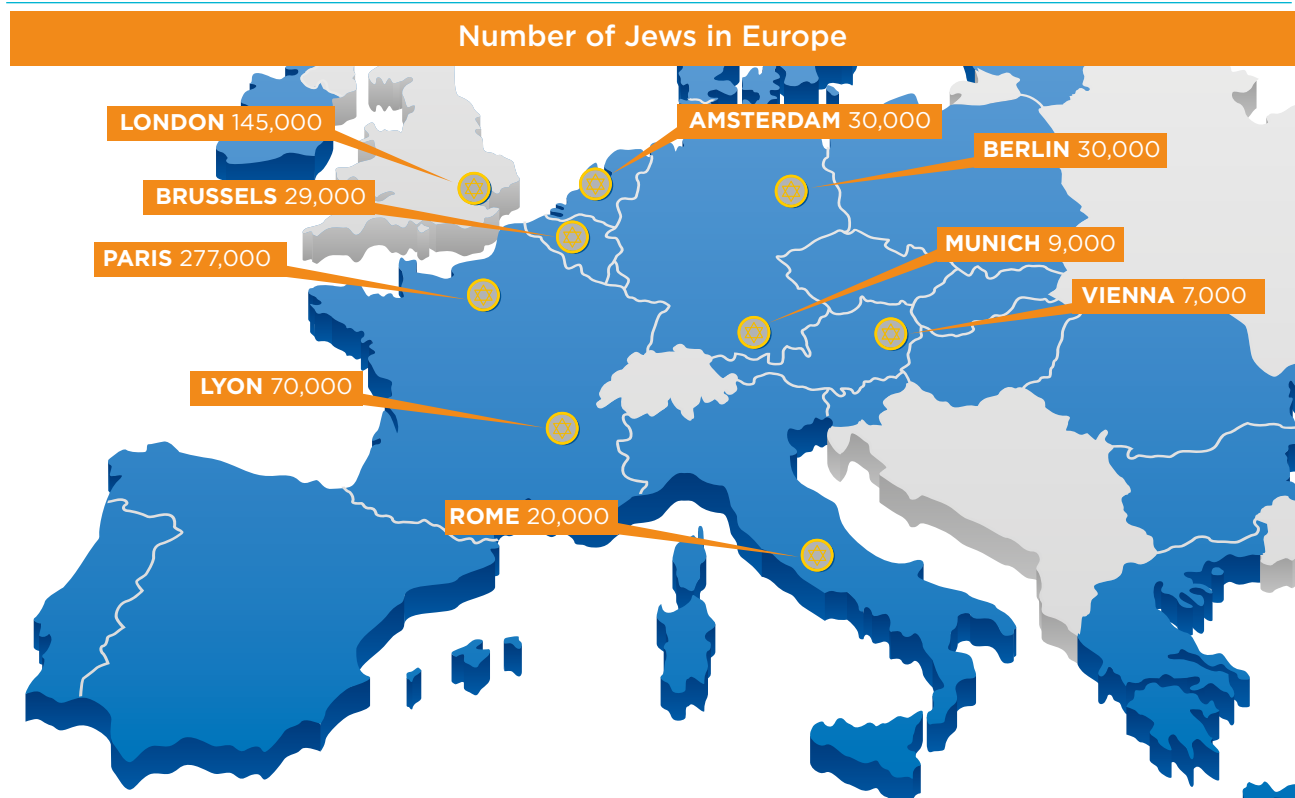 Number of Jews in Europe
LONDON 145,000
AMSTERDAM 30,000
BERLIN 30,000
BRUSSELS 29,000
PARIS 277,000
MUNICH 9,000
VIENNA 7,000
LYON 70,000
ROME 20,000